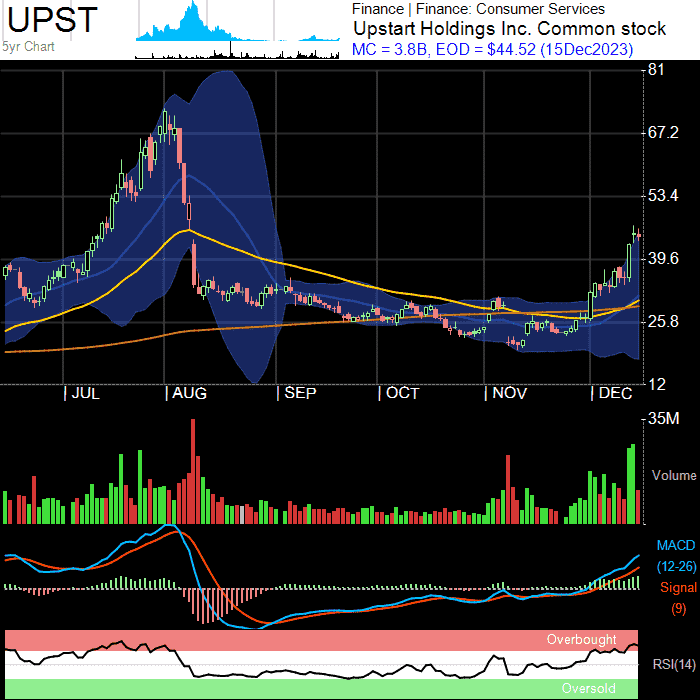 UPST
5yr Chart
Finance | Finance: Consumer Services
Upstart Holdings Inc. Common stock
MC = 3.8B, EOD = $44.52 (15Dec2023)
81
67.2
53.4
39.6
25.8
12
| JUL | AUG | SEP | OCT | NOV | DEC
35M
Volume
MACD
(12-26)
Signal
(9)
Overbought
RSI(14)
Oversold